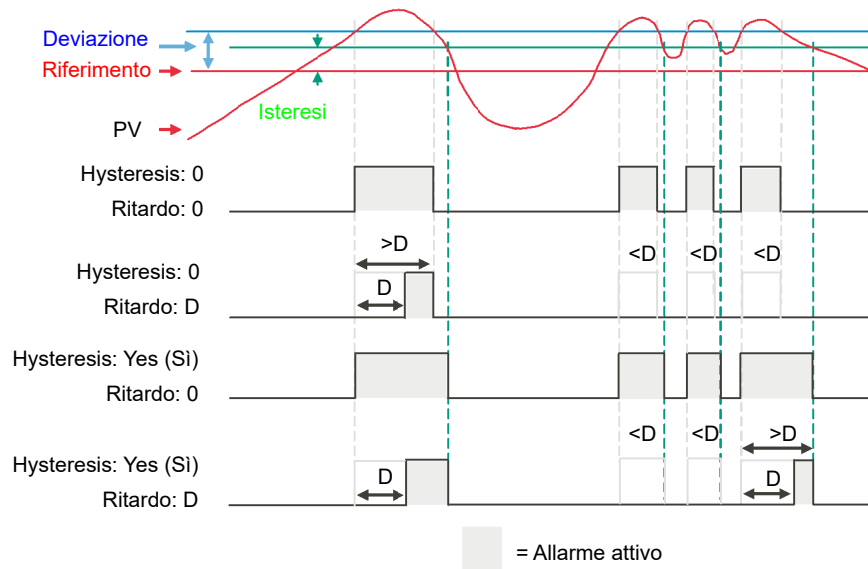 Deviazione
Riferimento
Isteresi
PV
Hysteresis: 0
Ritardo: 0
>D
<D
<D
<D
Hysteresis: 0
D
Ritardo: D
Hysteresis: Yes (Sì)
Ritardo: 0
<D
<D
>D
Hysteresis: Yes (Sì)
D
D
Ritardo: D
= Allarme attivo